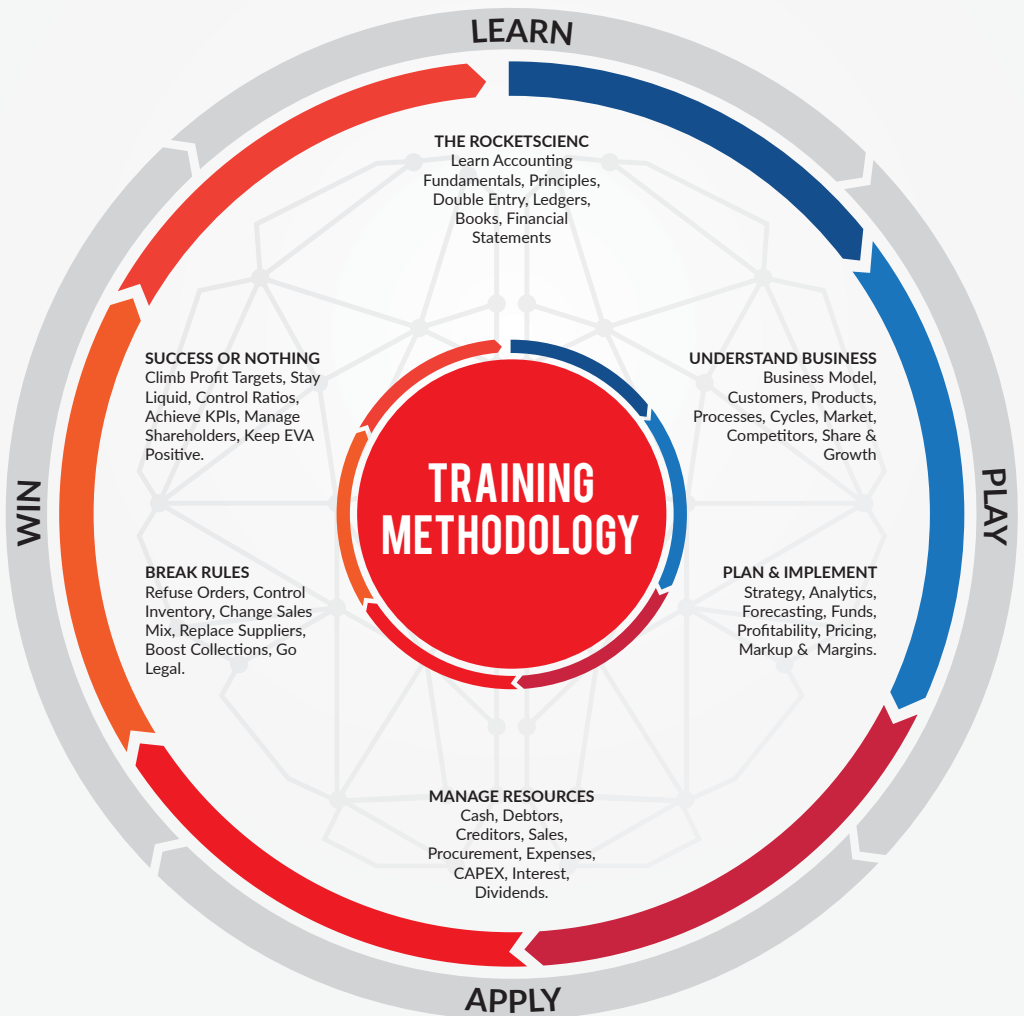 LEARN
THE ROCKETSCIENC
Learn Accounting
Fundamentals, Principles,
Double Entry, Ledgers,
Books, Financial
Statements
UNDERSTAND BUSINESS
Business Model,
Customers, Products,
Processes, Cycles, Market,
Competitors, Share &
Growth
PLAY
PLAN & IMPLEMENT
Strategy, Analytics,
Forecasting, Funds,
Profitability, Pricing,
Markup & Margins.
MANAGE RESOURCES
Cash, Debtors,
Creditors, Sales,
Procurement, Expenses,
CAPEX, Interest,
Dividends.
APPLY
BREAK RULES
Refuse Orders, Control
Inventory, Change Sales
Mix, Replace Suppliers,
Boost Collections, Go
Legal.
WIN
SUCCESS OR NOTHING
Climb Profit Targets, Stay
Liquid, Control Ratios,
Achieve KPIs, Manage
Shareholders, Keep EVA
Positive.
TRAINING
METHODOLOGY